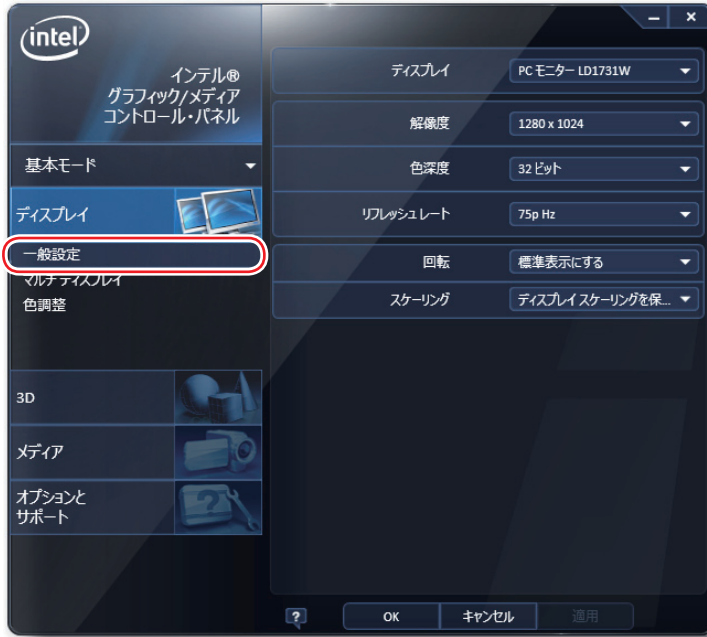 intel
インテル®
グラフィック/メディア
コントロール・パネル
基本モード
ディスプレイ
一般設定
マルチ ディスプレイ
色調整
3D
メディア
オプションと
サポート
ディスプレイ PC モニター LD1731W
解像度 1280 x 1024
色深度 32 ビット
リフレッシュ レート 75p Hz
回転 標準表示にする
スケーリング ディスプレイ スケーリングを保...
? OK キャンセル 適用